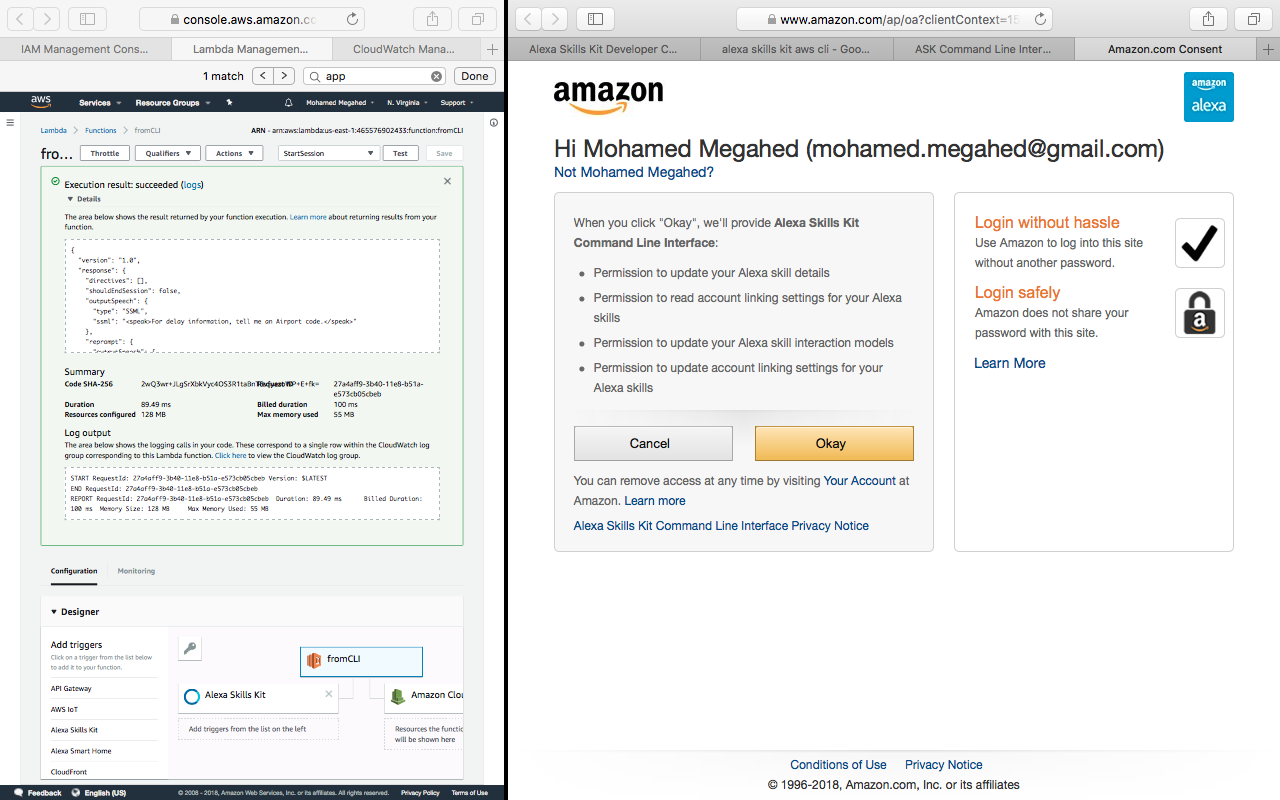 console.aws.amazon.co
IAM Management Cons...
Lambda Managemen...
CloudWatch Mana...
1 match
app
Done
aws
Services
Resource Groups
Mohamed Megahed
N. Virginia
Support
Lambda
Functions
fromCLI
ARN - arn:aws:lambda:us-east-1:465576902433:function:fromCLI
fro...
Throttle
Qualifiers
Actions
StartSession
Test
Save
Execution result: succeeded (logs)
Details
The area below shows the result returned by your function execution. Learn more about returning results from your
function.
{
"version": "1.0",
"response": {
"directives": [],
"shouldEndSession": false,
"outputSpeech": {
"type": "SSML",
"ssml": "<speak>For delay information, tell me an Airport code.</speak>"
},
"reprompt": {
"outputSpeech": {
Summary
Code SHA-256
Request ID
27a4aff9-3b40-11e8-b51a-
e573cb05cbeb
Duration
89.49 ms
Billed duration
100 ms
Resources configured
128 MB
Max memory used
55 MB
Log output
The area below shows the logging calls in your code. These correspond to a single row within the CloudWatch log
group corresponding to this Lambda function. Click here to view the CloudWatch log group.
START RequestId: 27a4aff9-3b40-11e8-b51a-e573cb05cbeb Version: $LATEST
END RequestId: 27a4aff9-3b40-11e8-b51a-e573cb05cbeb
REPORT RequestId: 27a4aff9-3b40-11e8-b51a-e573cb05cbeb Duration: 89.49 ms Billed Duration:
100 ms Memory Size: 128 MB Max Memory Used: 55 MB
Configuration
Monitoring
Designer
Add triggers
Click on a trigger from the list below
to add it to your function.
API Gateway
AWS IoT
Alexa Skills Kit
Alexa Smart Home
CloudFront
fromCLI
Alexa Skills Kit
Amazon Clou
Add triggers from the list on the left
Resources the functio
will be shown here
Feedback
English (US)
© 2008 - 2018, Amazon Web Services, Inc. or its affiliates. All rights reserved.
Privacy Policy
Terms of Use
www.amazon.com/ap/oa?clientContext=15
Alexa Skills Kit Developer C...
alexa skills kit aws cli - Goo...
ASK Command Line Inter...
Amazon.com Consent
amazon
amazon
alexa
Hi Mohamed Megahed (mohamed.megahed@gmail.com)
Not Mohamed Megahed?
When you click "Okay", we'll provide Alexa Skills Kit
Command Line Interface:
Permission to update your Alexa skill details
Permission to read account linking settings for your Alexa
skills
Permission to update your Alexa skill interaction models
Permission to update account linking settings for your
Alexa skills
Cancel
Okay
You can remove access at any time by visiting Your Account at
Amazon. Learn more
Alexa Skills Kit Command Line Interface Privacy Notice
Login without hassle
Use Amazon to log into this site
without another password.
Login safely
Amazon does not share your
password with this site.
Learn More
Conditions of Use
Privacy Notice
© 1996-2018, Amazon.com, Inc. or its affiliates